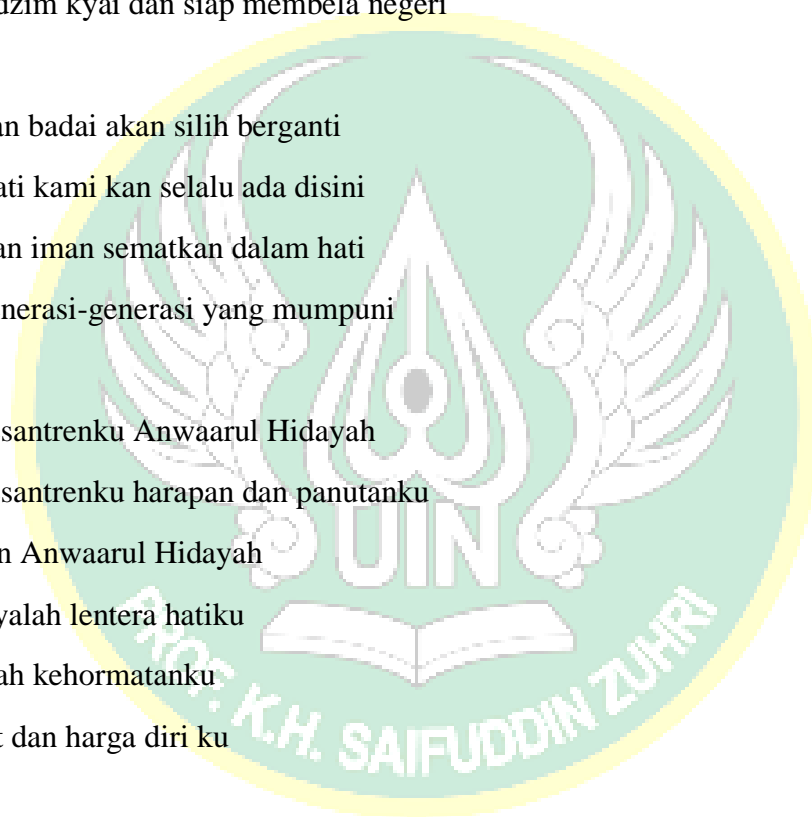 dzim kyai dan siap membela negeri
an badai akan silih berganti
ati kami kan selalu ada disini
an iman sematkan dalam hati
nerasi-generasi yang mumpuni
santrenku Anwaarul Hidayah
santrenku harapan dan panutanku
n Anwaarul Hidayah
yalah lentera hatiku
ah kehormatanku
t dan harga diri ku
UIN
PROF. K.H. SAIFUDDIN ZUHRI